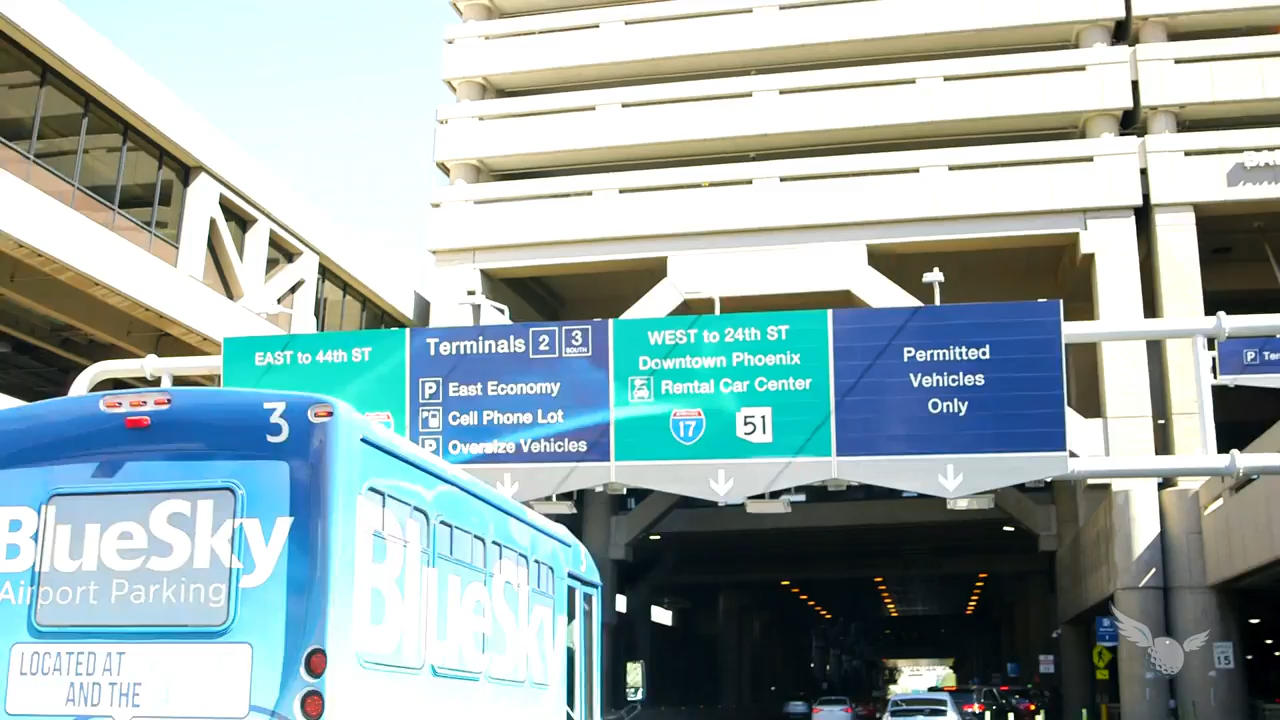 EAST to 44th ST
Terminals 2 3
SOUTH
P East Economy
Cell Phone Lot
P Oversize Vehicles
WEST to 24th ST
Downtown Phoenix
Rental Car Center
17
51
Permitted
Vehicles
Only
P Ter
3
BlueSky
Airport Parking
LOCATED AT
AND THE
BlueSky
15